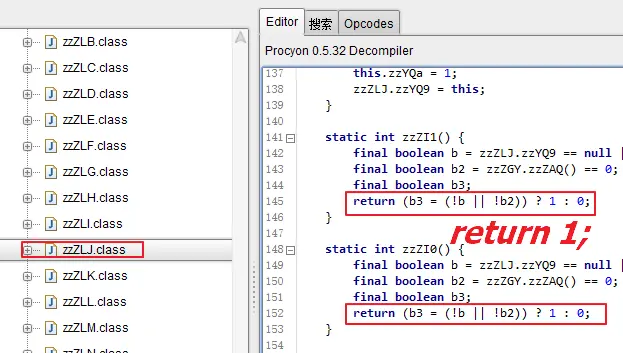 zzZLB.class
zzZLC.class
zzZLD.class
zzZLE.class
zzZLF.class
zzZLG.class
zzZLH.class
zzZLI.class
zzZLJ.class
zzZLK.class
zzZLL.class
zzZLM.class
Editor 搜索 Opcodes
Procyon 0.5.32 Decompiler
137 this.zzYQa = 1;
138 zzZLJ.zzYQ9 = this;
139 }
140
141 static int zzZI1() {
142 final boolean b = zzZLJ.zzYQ9 == null |
143 final boolean b2 = zzZGY.zzZAQ() == 0;
144 final boolean b3;
145 return (b3 = (!b || !b2)) ? 1 : 0;
146 }
147
return 1;
148 static int zzZI0() {
149 final boolean b = zzZLJ.zzYQ9 == null |
150 final boolean b2 = zzZGY.zzZAQ() == 0;
151 final boolean b3;
152 return (b3 = (!b || !b2)) ? 1 : 0;
153 }
154